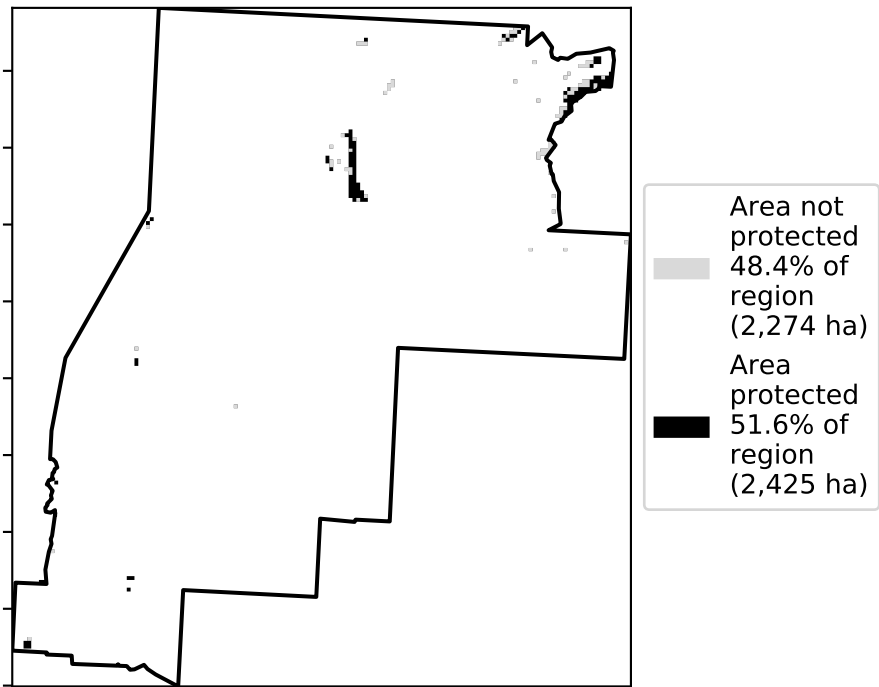 Area not
protected
48.4% of
region
(2,274 ha)
Area
protected
51.6% of
region
(2,425 ha)